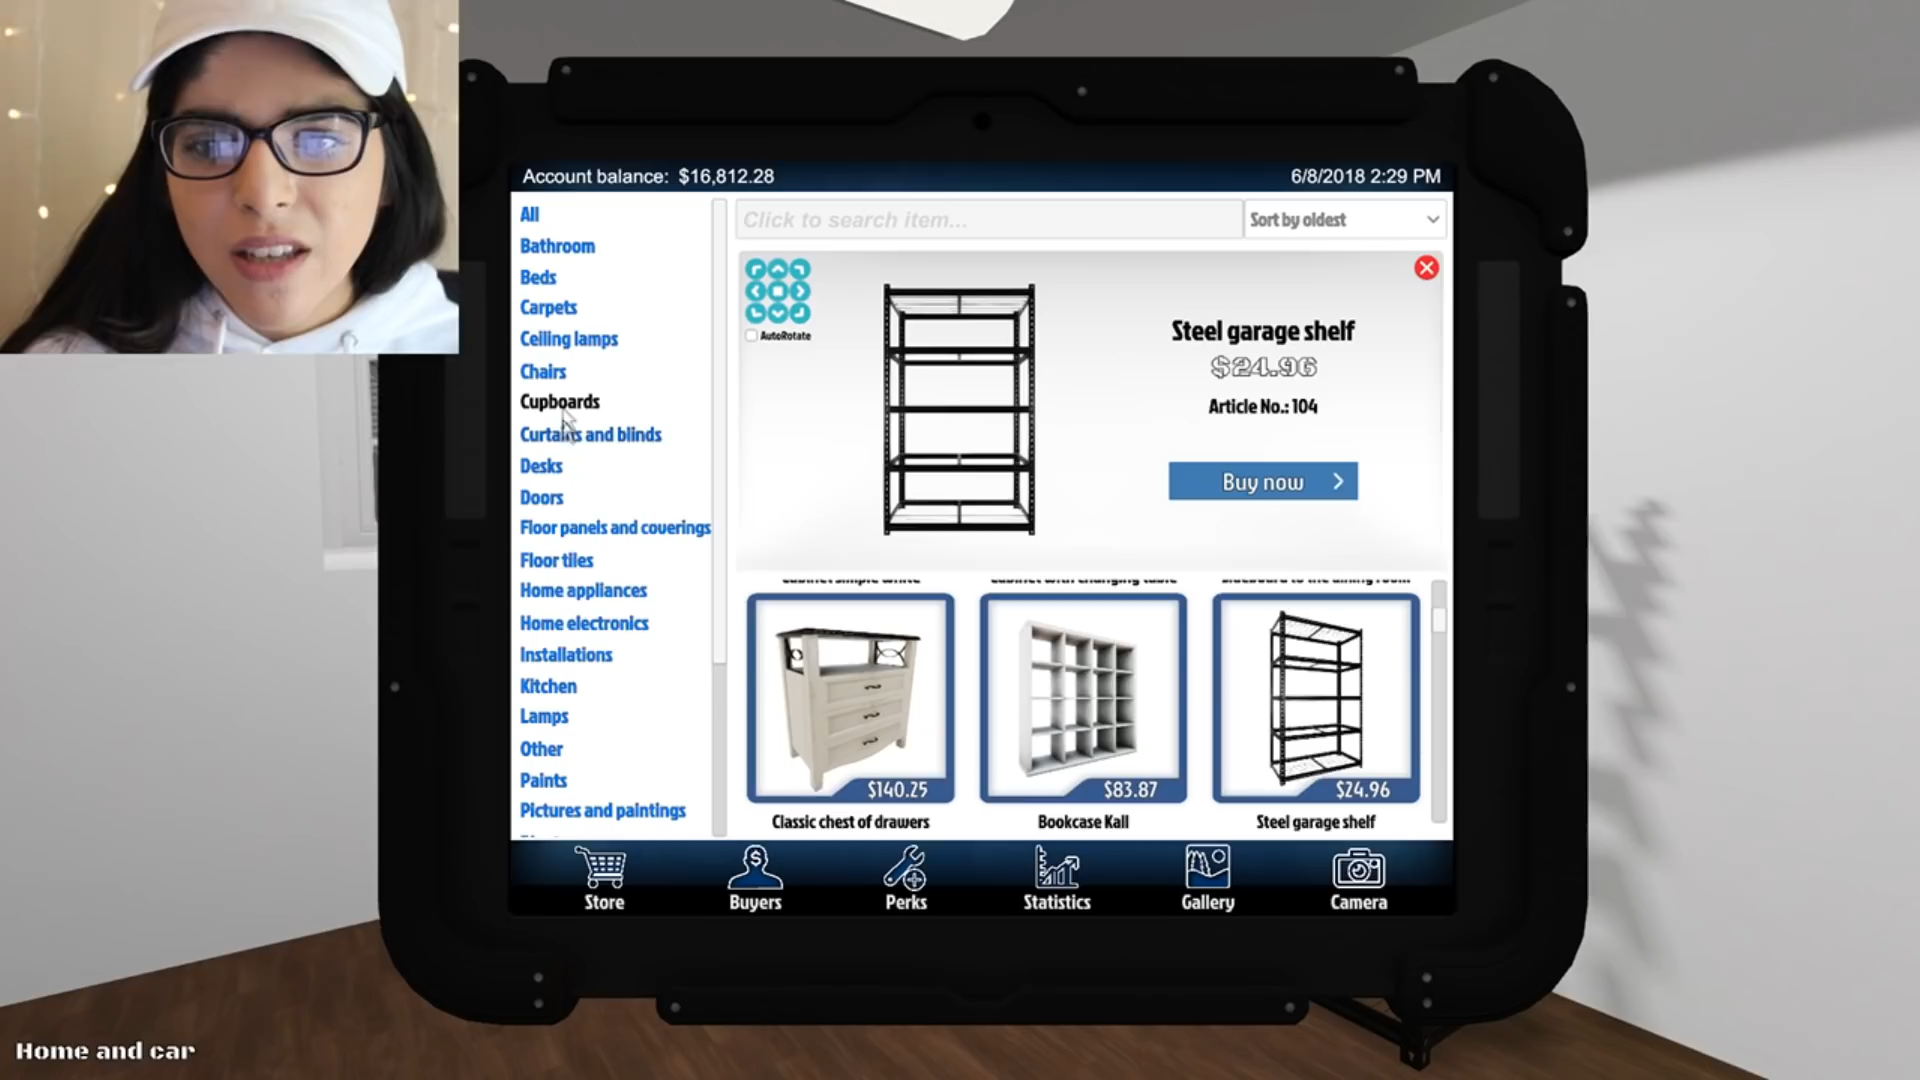 Account balance: $16,812.28
6/8/2018 2:29 PM
All
Bathroom
Beds
Carpets
Ceiling lamps
Chairs
Cupboards
Curtains and blinds
Desks
Doors
Floor panels and coverings
Floor tiles
Home appliances
Home electronics
Installations
Kitchen
Lamps
Other
Paints
Pictures and paintings
Click to search item...
Sort by oldest
AutoRotate
Steel garage shelf
$24.96
Article No.: 104
Buy now
$140.25
$83.87
$24.96
Classic chest of drawers
Bookcase Kall
Steel garage shelf
Store
Buyers
Perks
Statistics
Gallery
Camera
Home and car